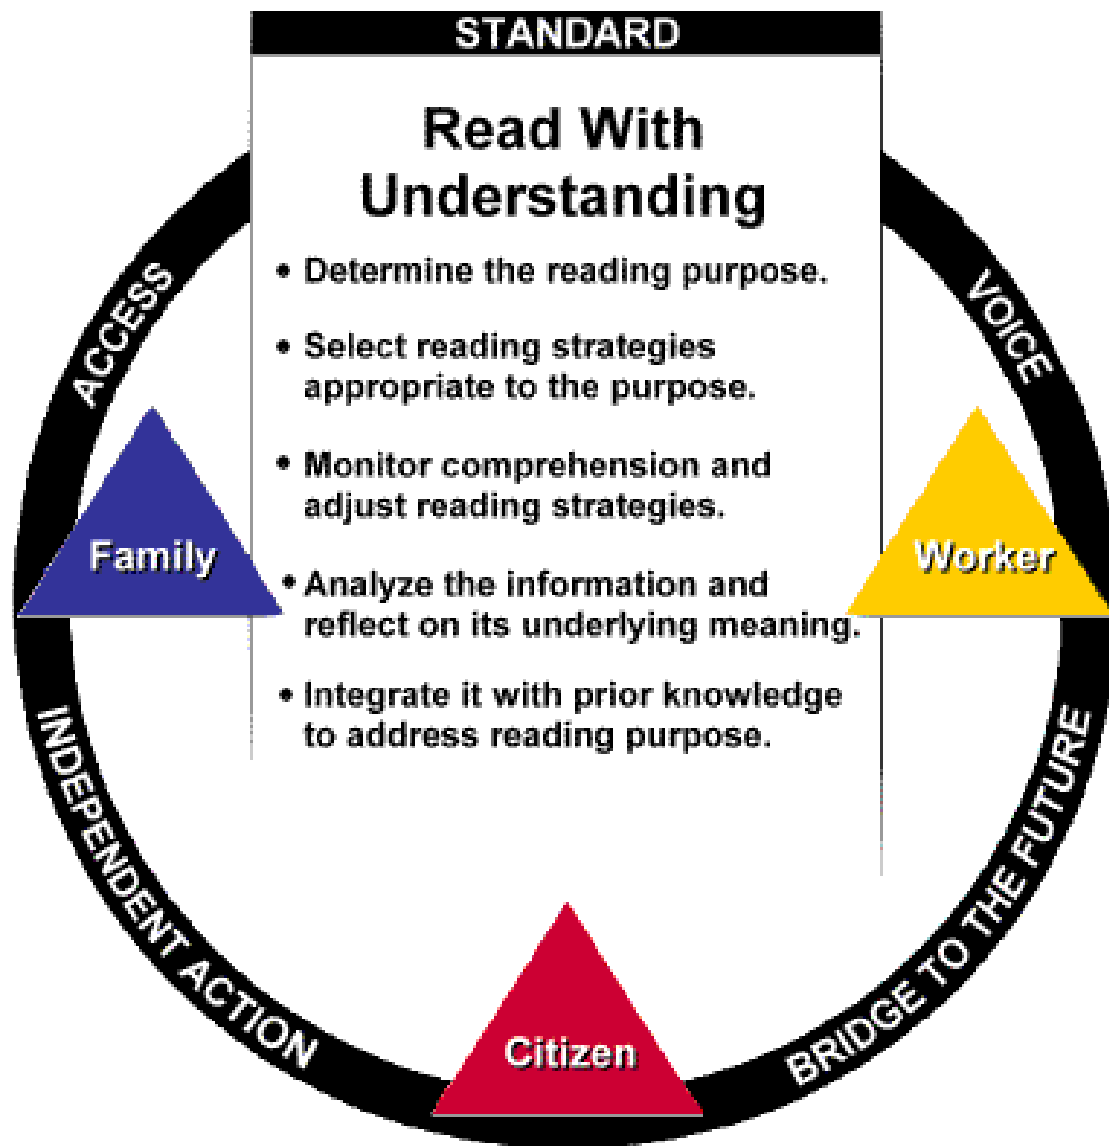 STANDARD
Read With
Understanding
• Determine the reading purpose.
• Select reading strategies
appropriate to the purpose.
• Monitor comprehension and
adjust reading strategies.
• Analyze the information and
reflect on its underlying meaning.
• Integrate it with prior knowledge
to address reading purpose.
ACCESS
VOICE
Family
Worker
INDEPENDENT ACTION
BRIDGE TO THE FUTURE
Citizen